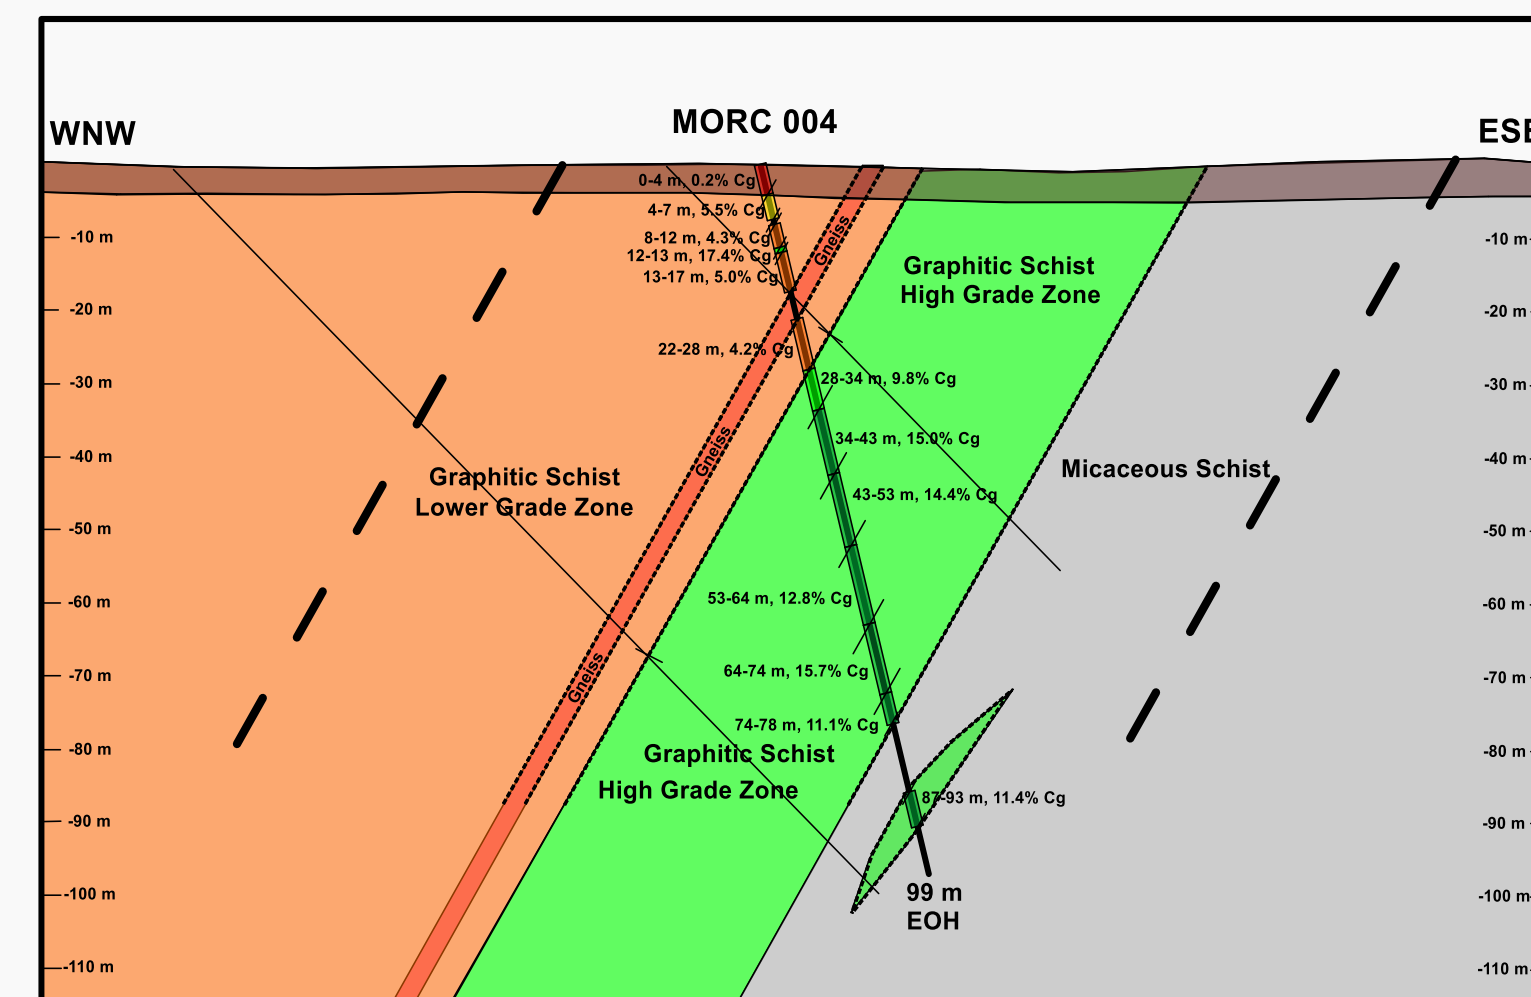 MORC 004
WNW
ESE
0-4 m, 0.2% Cg
4-7 m, 5.5% Cg
8-12 m, 4.3% Cg
12-13 m, 17.4% Cg
13-17 m, 5.0% Cg
22-28 m, 4.2% Cg
28-34 m, 9.8% Cg
34-43 m, 15.0% Cg
43-53 m, 14.4% Cg
53-64 m, 12.8% Cg
64-74 m, 15.7% Cg
74-78 m, 11.1% Cg
87-93 m, 11.4% Cg
99 m
EOH
Gneiss
Gneiss
Gneiss
Graphitic Schist
High Grade Zone
Graphitic Schist
Lower Grade Zone
Micaceous Schist
Graphitic Schist
High Grade Zone
-10 m
-20 m
-30 m
-40 m
-50 m
-60 m
-70 m
-80 m
-90 m
-100 m
-110 m
-10 m
-20 m
-30 m
-40 m
-50 m
-60 m
-70 m
-80 m
-90 m
-100 m
-110 m